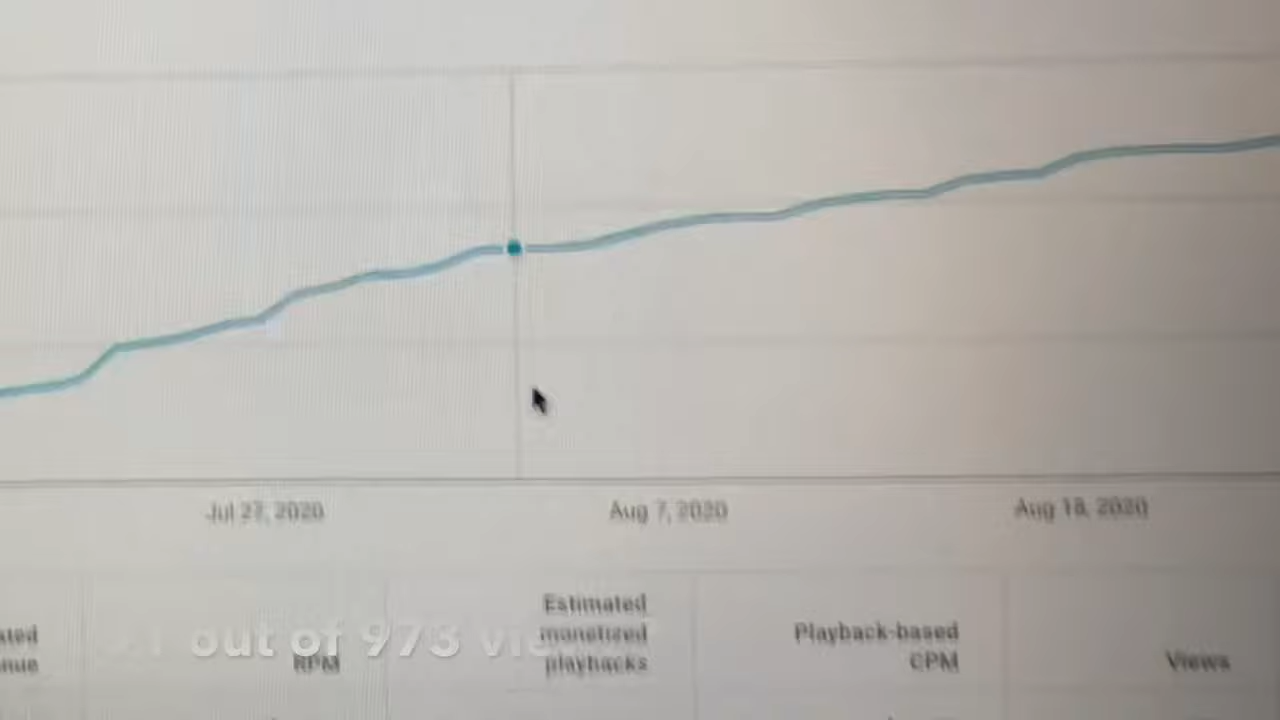 Jul 27, 2020
Aug 7, 2020
Aug 18, 2020
Estimated
monetized
playbacks
RPM
Playback-based
CPM
Views
out of 973